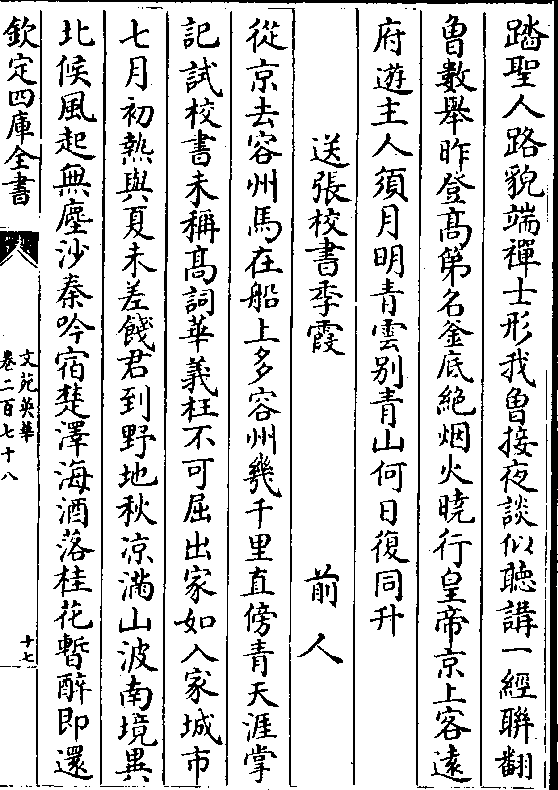 踏聖人路貌端禪士形我曾接夜談似聽講一經聨翻
曾數舉昨登髙第名釡底絶烟火曉行皇帝京上客逺
府遊主人須月明青雲别青山何日復同升
送張校書季霞 前人
從京去容州馬在船上多容州幾千里直傍青天涯掌
記試校書未稱髙詞華義枉不可屈出家如入家城市
七月初熱與夏未差餞君到野地秋凉滿山波南境異
北候風起無塵沙秦吟宿楚澤海酒落桂花暫醉即還
欽定四庫全書
文苑英華
卷二百七十八
十七